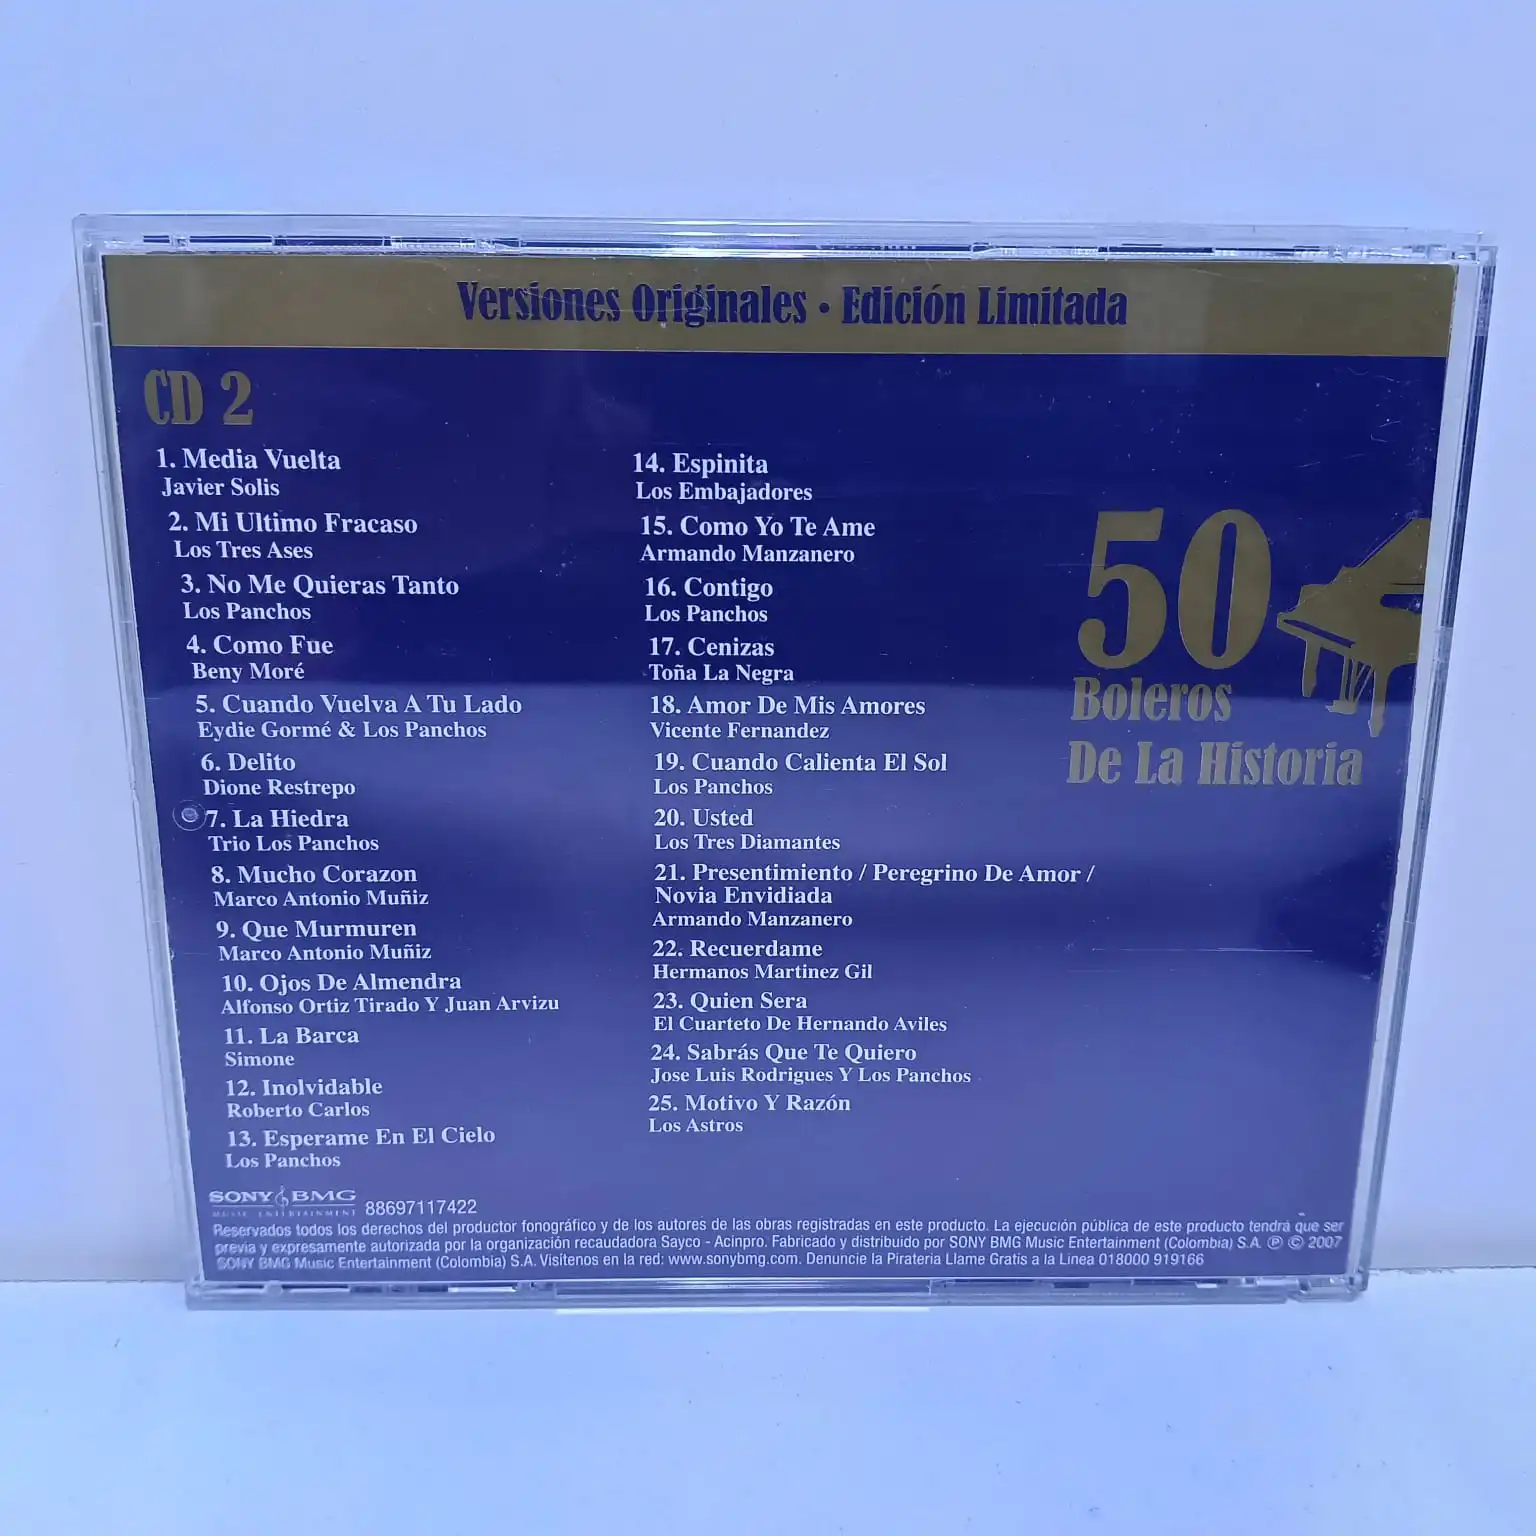 Versiones Originales • Edición Limitada
CD 2
1. Media Vuelta
Javier Solis
2. Mi Ultimo Fracaso
Los Tres Ases
3. No Me Quieras Tanto
Los Panchos
4. Como Fue
Beny Moré
5. Cuando Vuelva A Tu Lado
Eydie Gormé & Los Panchos
6. Delito
Dione Restrepo
7. La Hiedra
Trio Los Panchos
8. Mucho Corazon
Marco Antonio Muñiz
9. Que Murmuren
Marco Antonio Muñiz
10. Ojos De Almendra
Alfonso Ortiz Tirado Y Juan Arvizu
11. La Barca
Simone
12. Inolvidable
Roberto Carlos
13. Esperame En El Cielo
Los Panchos
14. Espinita
Los Embajadores
15. Como Yo Te Ame
Armando Manzanero
16. Contigo
Los Panchos
17. Cenizas
Toña La Negra
18. Amor De Mis Amores
Vicente Fernandez
19. Cuando Calienta El Sol
Los Panchos
20. Usted
Los Tres Diamantes
21. Presentimiento / Peregrino De Amor /
Novia Envidiada
Armando Manzanero
22. Recuerdame
Hermanos Martinez Gil
23. Quien Sera
El Cuarteto De Hernando Aviles
24. Sabrás Que Te Quiero
Jose Luis Rodrigues Y Los Panchos
25. Motivo Y Razón
Los Astros
50
Boleros
De La Historia
SONY BMG
MUSIC ENTERTAINMENT
88697117422
Reservados todos los derechos del productor fonográfico y de los autores de las obras registradas en este producto. La ejecución pública de este producto tendrá que ser
previa y expresamente autorizada por la organización recaudadora Sayco - Acinpro. Fabricado y distribuido por SONY BMG Music Entertainment (Colombia) S.A. ℗ © 2007
SONY BMG Music Entertainment (Colombia) S.A. Visítenos en la red: www.sonybmg.com. Denuncie la Piratería Llame Gratis a la Línea 018000 919166